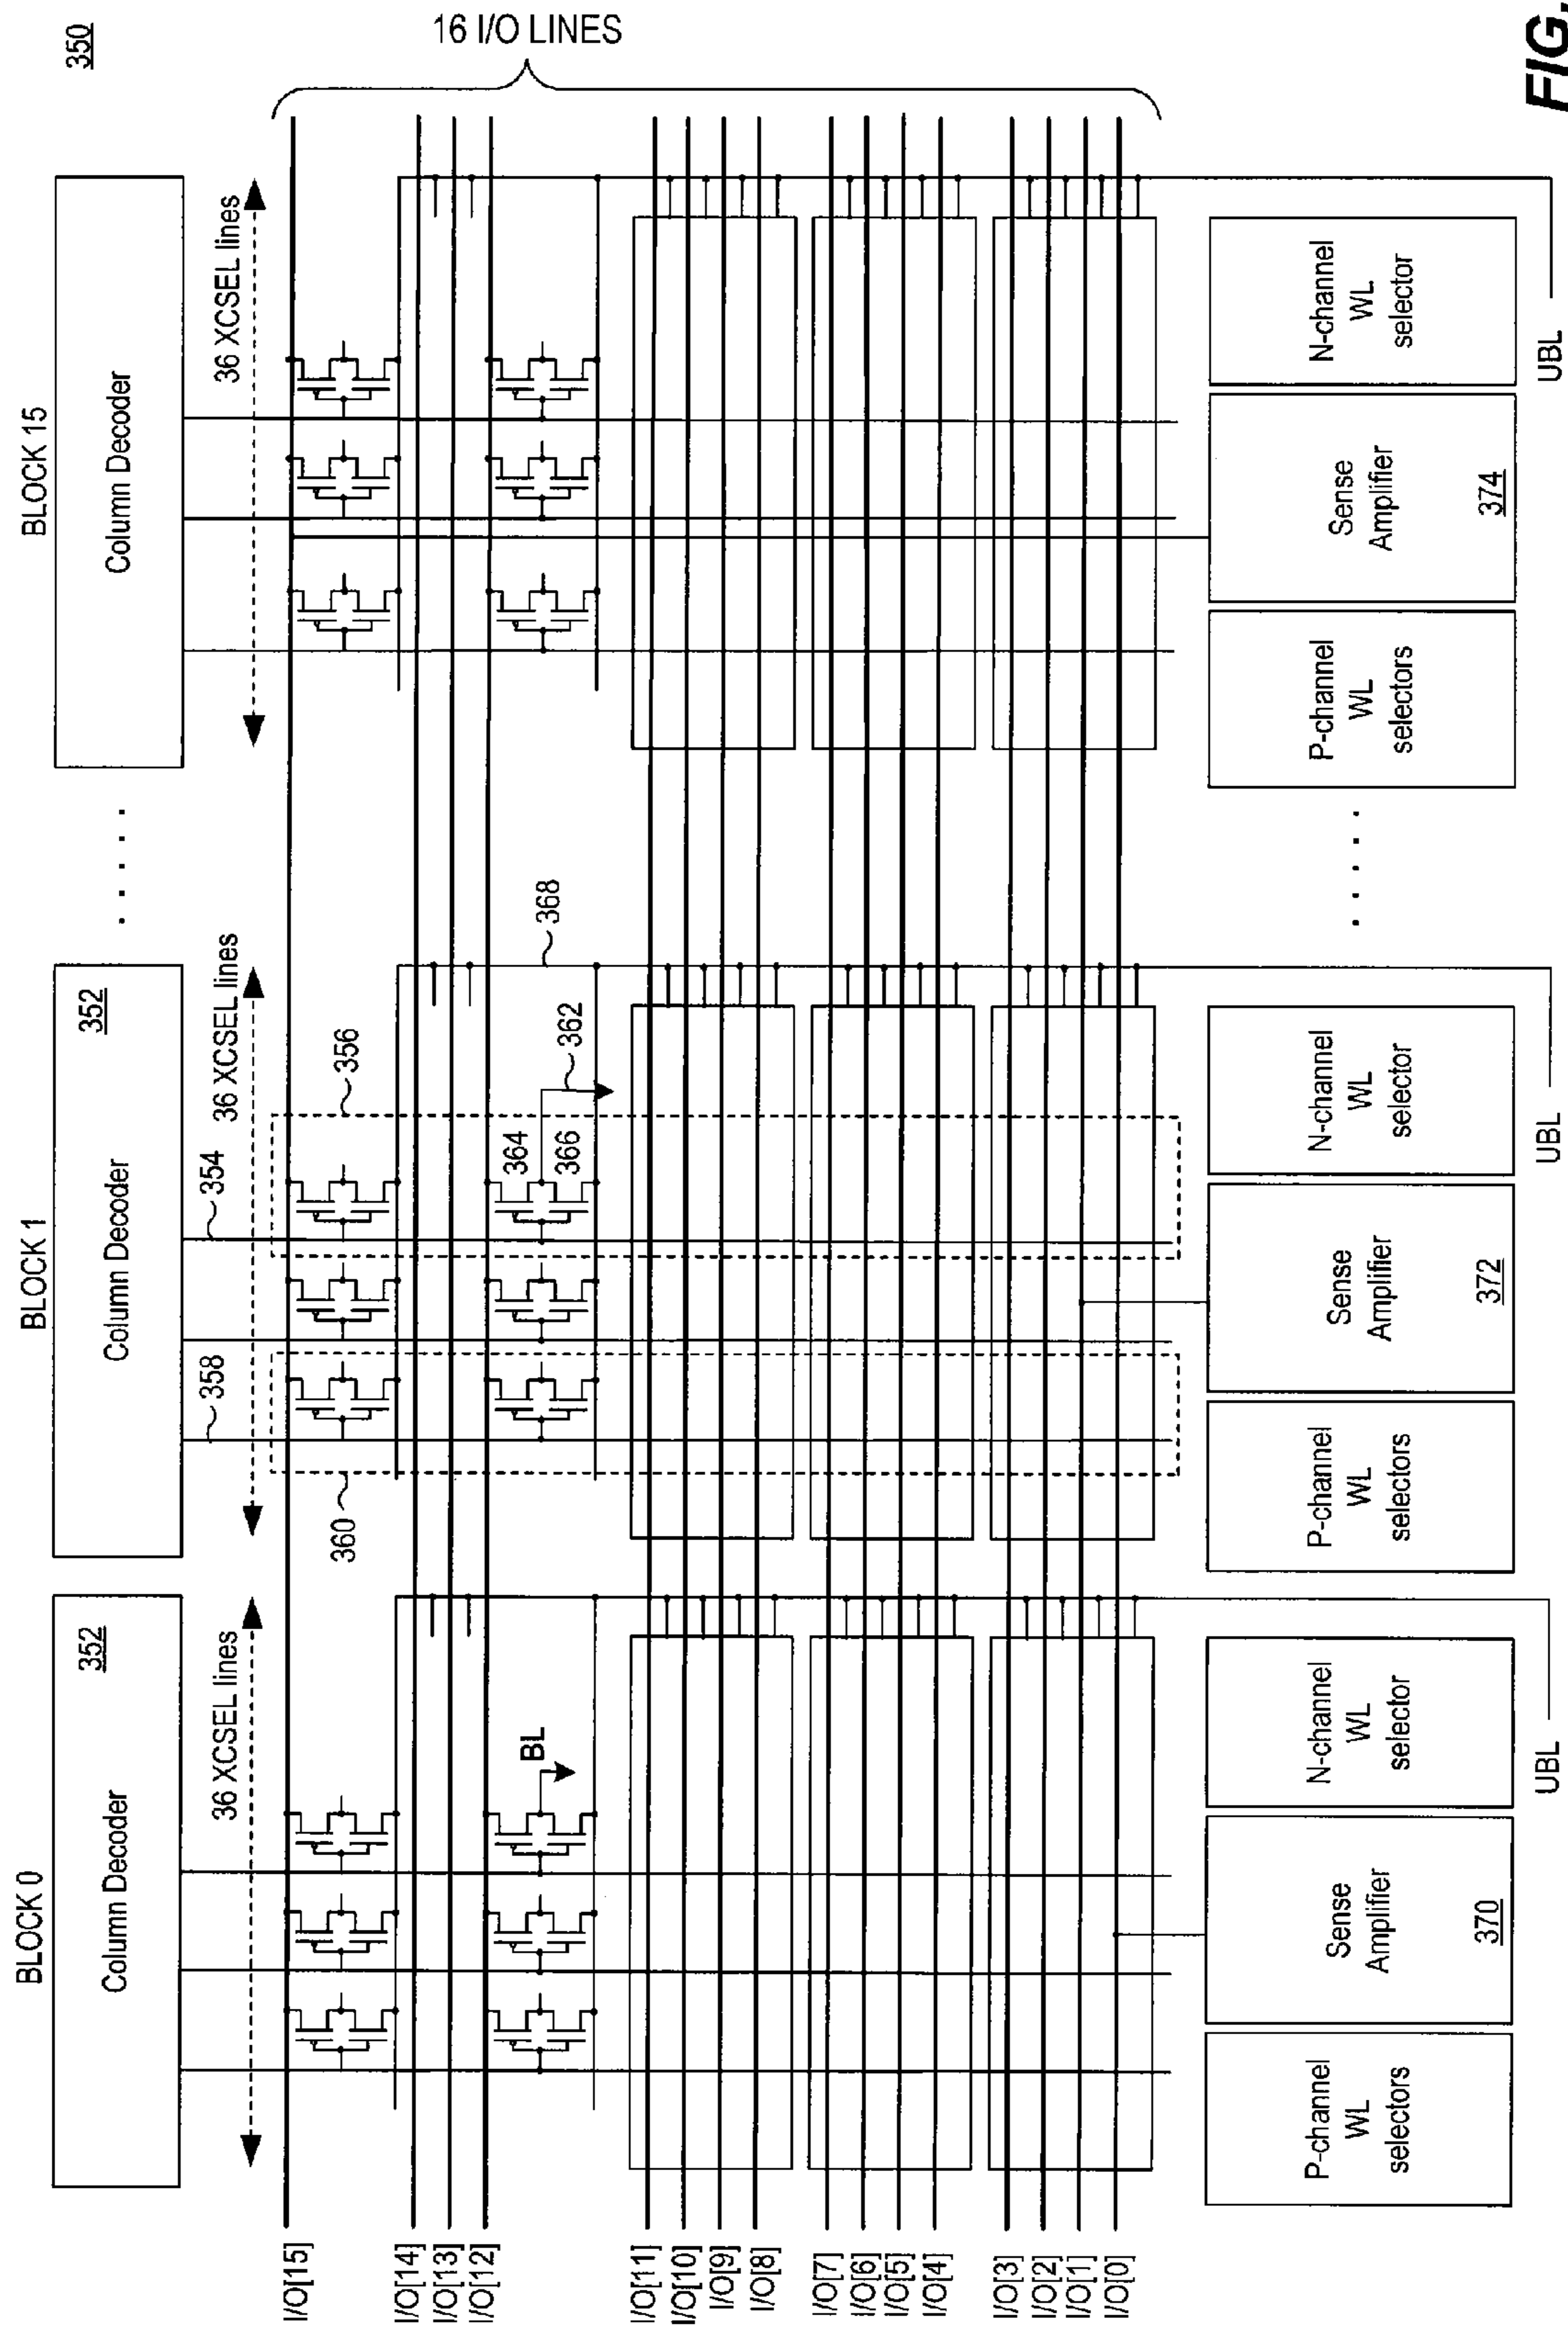 350
16 I/O LINES
BLOCK 0
BLOCK 1
BLOCK 15
Column Decoder
352
Column Decoder
352
. . . . .
Column Decoder
36 XCSEL lines
358
354
36 XCSEL lines
36 XCSEL lines
360
356
I/O[15]
I/O[14]
I/O[13]
I/O[12]
BL
364
366
362
368
I/O[11]
I/O[10]
I/O[9]
I/O[8]
I/O[7]
I/O[6]
I/O[5]
I/O[4]
I/O[3]
I/O[2]
I/O[1]
I/O[0]
P-channel
WL
selectors
Sense
Amplifier
370
N-channel
WL
selector
P-channel
WL
selectors
Sense
Amplifier
372
N-channel
WL
selector
. . . . .
P-channel
WL
selectors
Sense
Amplifier
374
N-channel
WL
selector
UBL
UBL
UBL
FIG.